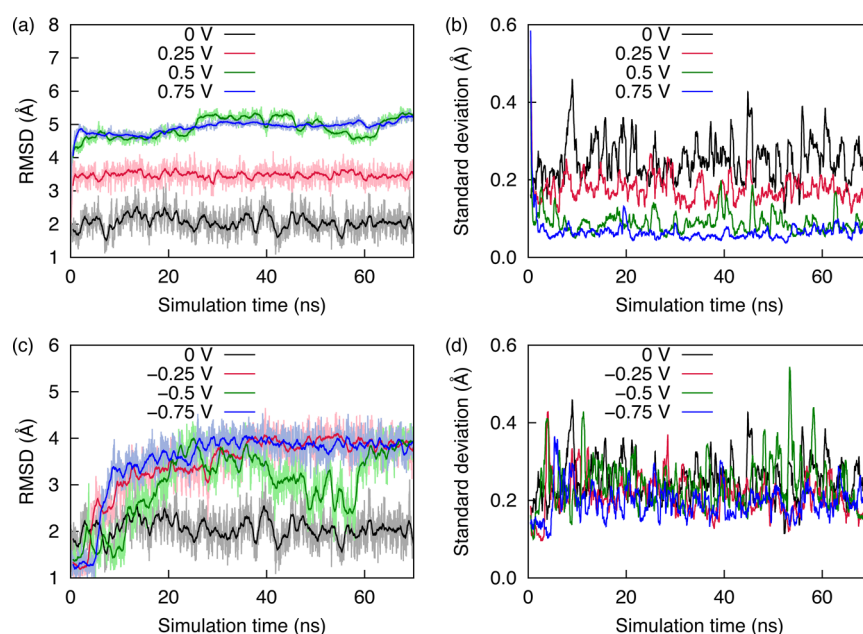 (a)
8
7
6
5
4
3
2
1
RMSD (Å)
0 V
0.25 V
0.5 V
0.75 V
0
20
40
60
Simulation time (ns)
(b)
0.6
0.4
0.2
0.0
Standard deviation (Å)
0 V
0.25 V
0.5 V
0.75 V
0
20
40
60
Simulation time (ns)
(c)
6
5
4
3
2
1
RMSD (Å)
0 V
−0.25 V
−0.5 V
−0.75 V
0
20
40
60
Simulation time (ns)
(d)
0.6
0.4
0.2
0.0
Standard deviation (Å)
0 V
−0.25 V
−0.5 V
−0.75 V
0
20
40
60
Simulation time (ns)